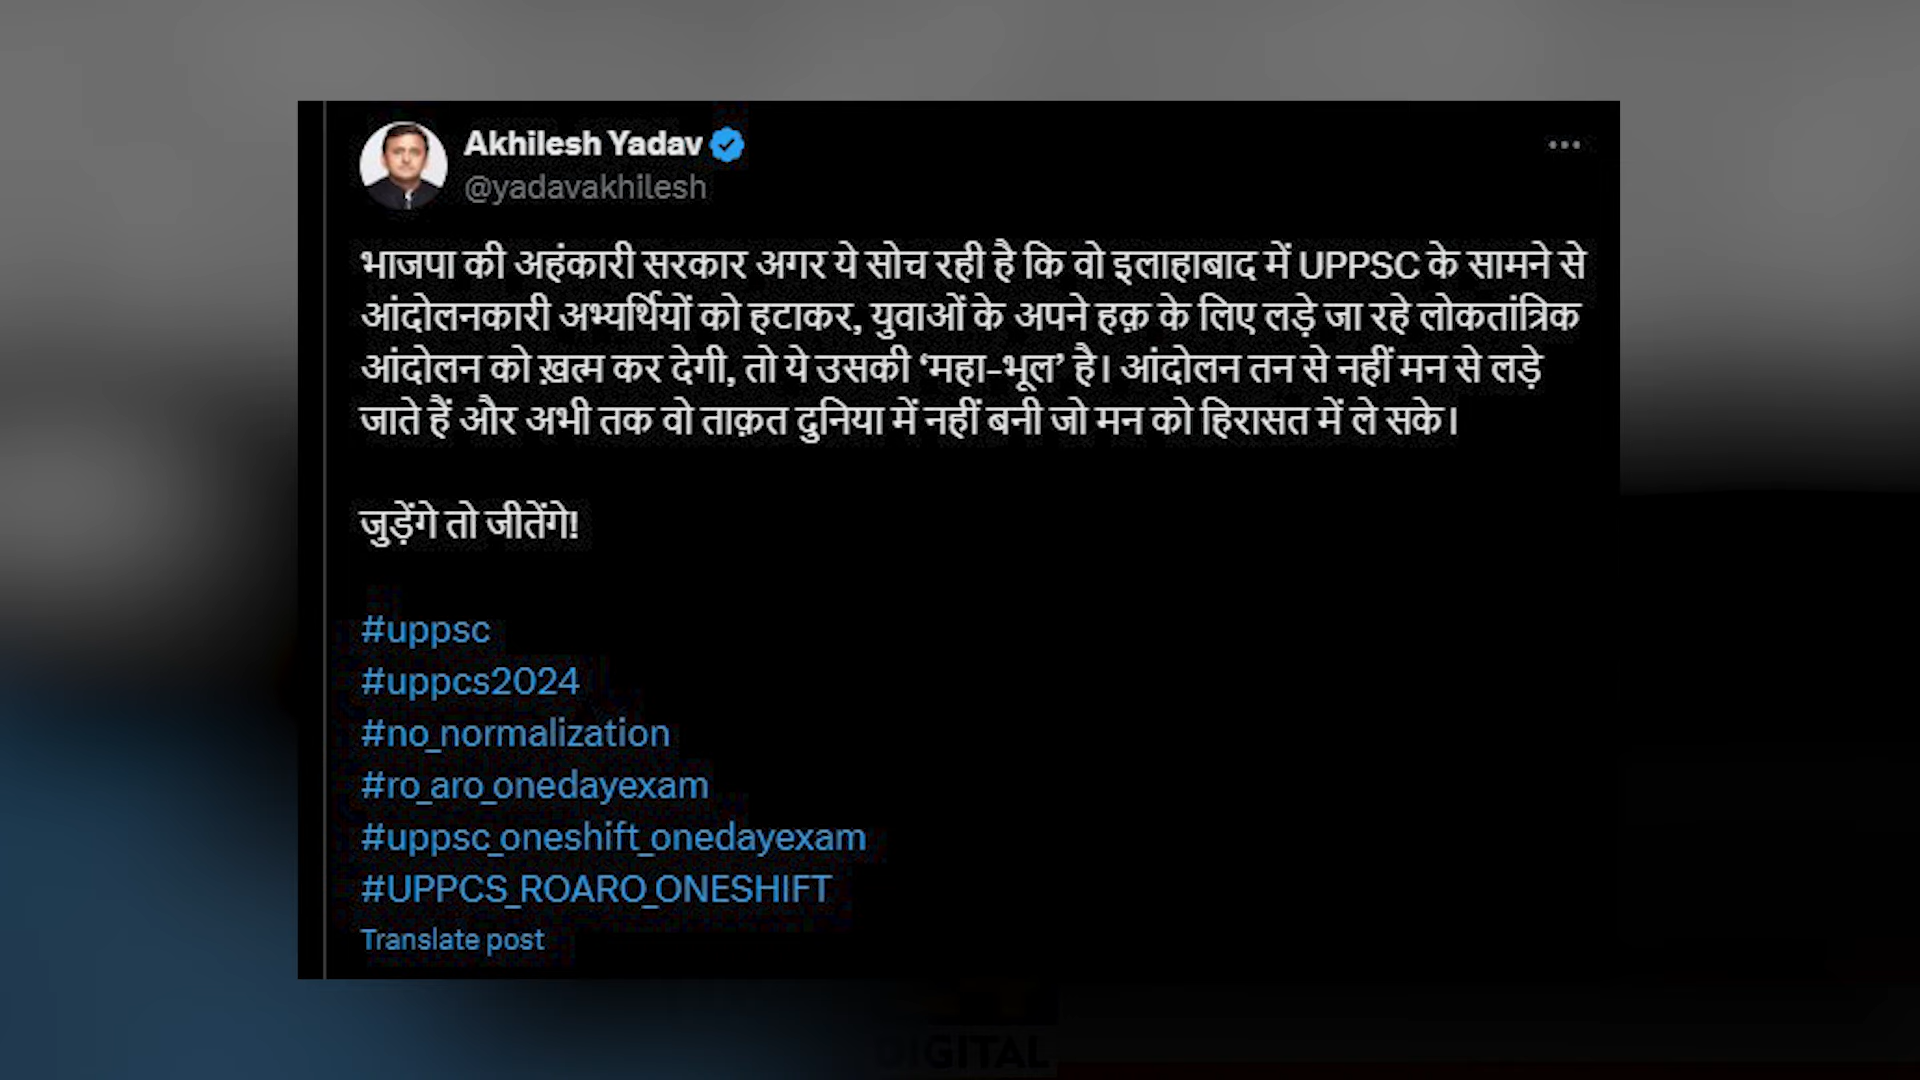 Akhilesh Yadav
@yadavakhilesh
भाजपा की अहंकारी सरकार अगर ये सोच रही है कि वो इलाहाबाद में UPPSC के सामने से
आंदोलनकारी अभ्यर्थियों को हटाकर, युवाओं के अपने हक़ के लिए लड़े जा रहे लोकतांत्रिक
आंदोलन को ख़त्म कर देगी, तो ये उसकी ‘महा-भूल’ है। आंदोलन तन से नहीं मन से लड़े
जाते हैं और अभी तक वो ताक़त दुनिया में नहीं बनी जो मन को हिरासत में ले सके।
जुड़ेंगे तो जीतेंगे!
#uppsc
#uppcs2024
#no_normalization
#ro_aro_onedayexam
#uppsc_oneshift_onedayexam
#UPPCS_ROARO_ONESHIFT
Translate post
DIGITAL